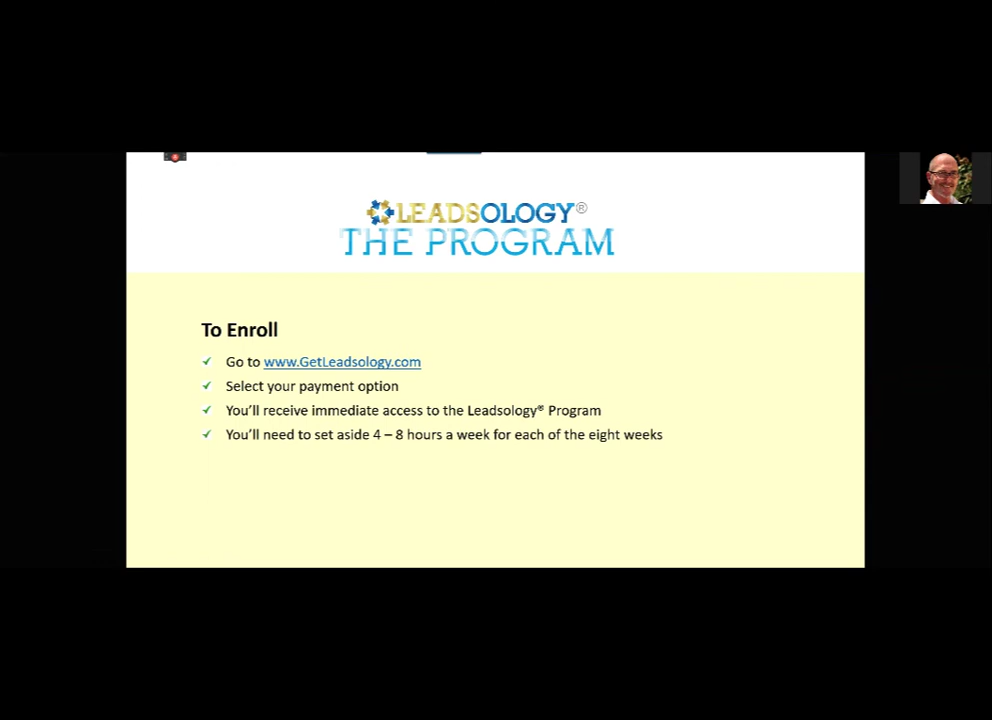 LEADSOLOGY®
THE PROGRAM
To Enroll
✓ Go to www.GetLeadsology.com
✓ Select your payment option
✓ You'll receive immediate access to the Leadsology® Program
✓ You'll need to set aside 4 – 8 hours a week for each of the eight weeks